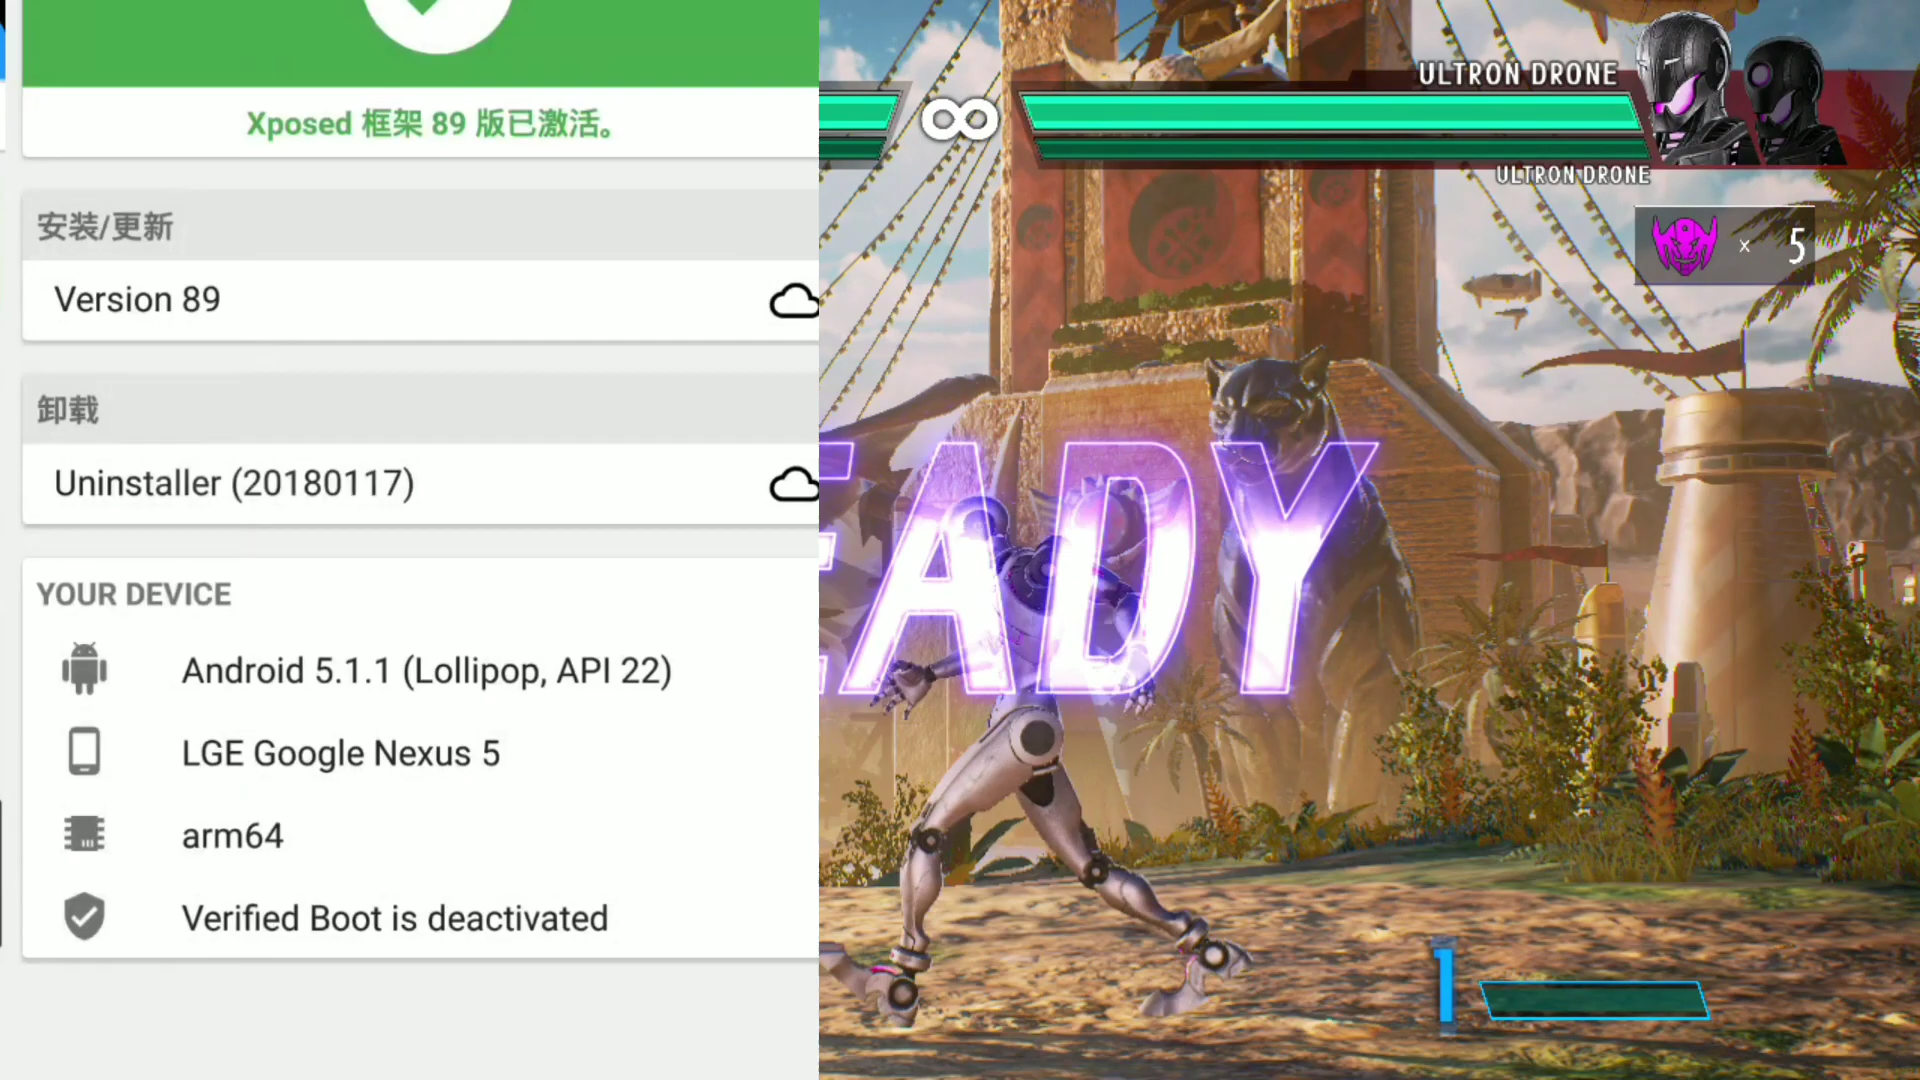 Xposed 框架 89 版已激活。
安装/更新
Version 89
卸载
Uninstaller (20180117)
YOUR DEVICE
Android 5.1.1 (Lollipop, API 22)
LGE Google Nexus 5
arm64
Verified Boot is deactivated
ULTRON DRONE
ULTRON DRONE
x 5
EADY
1